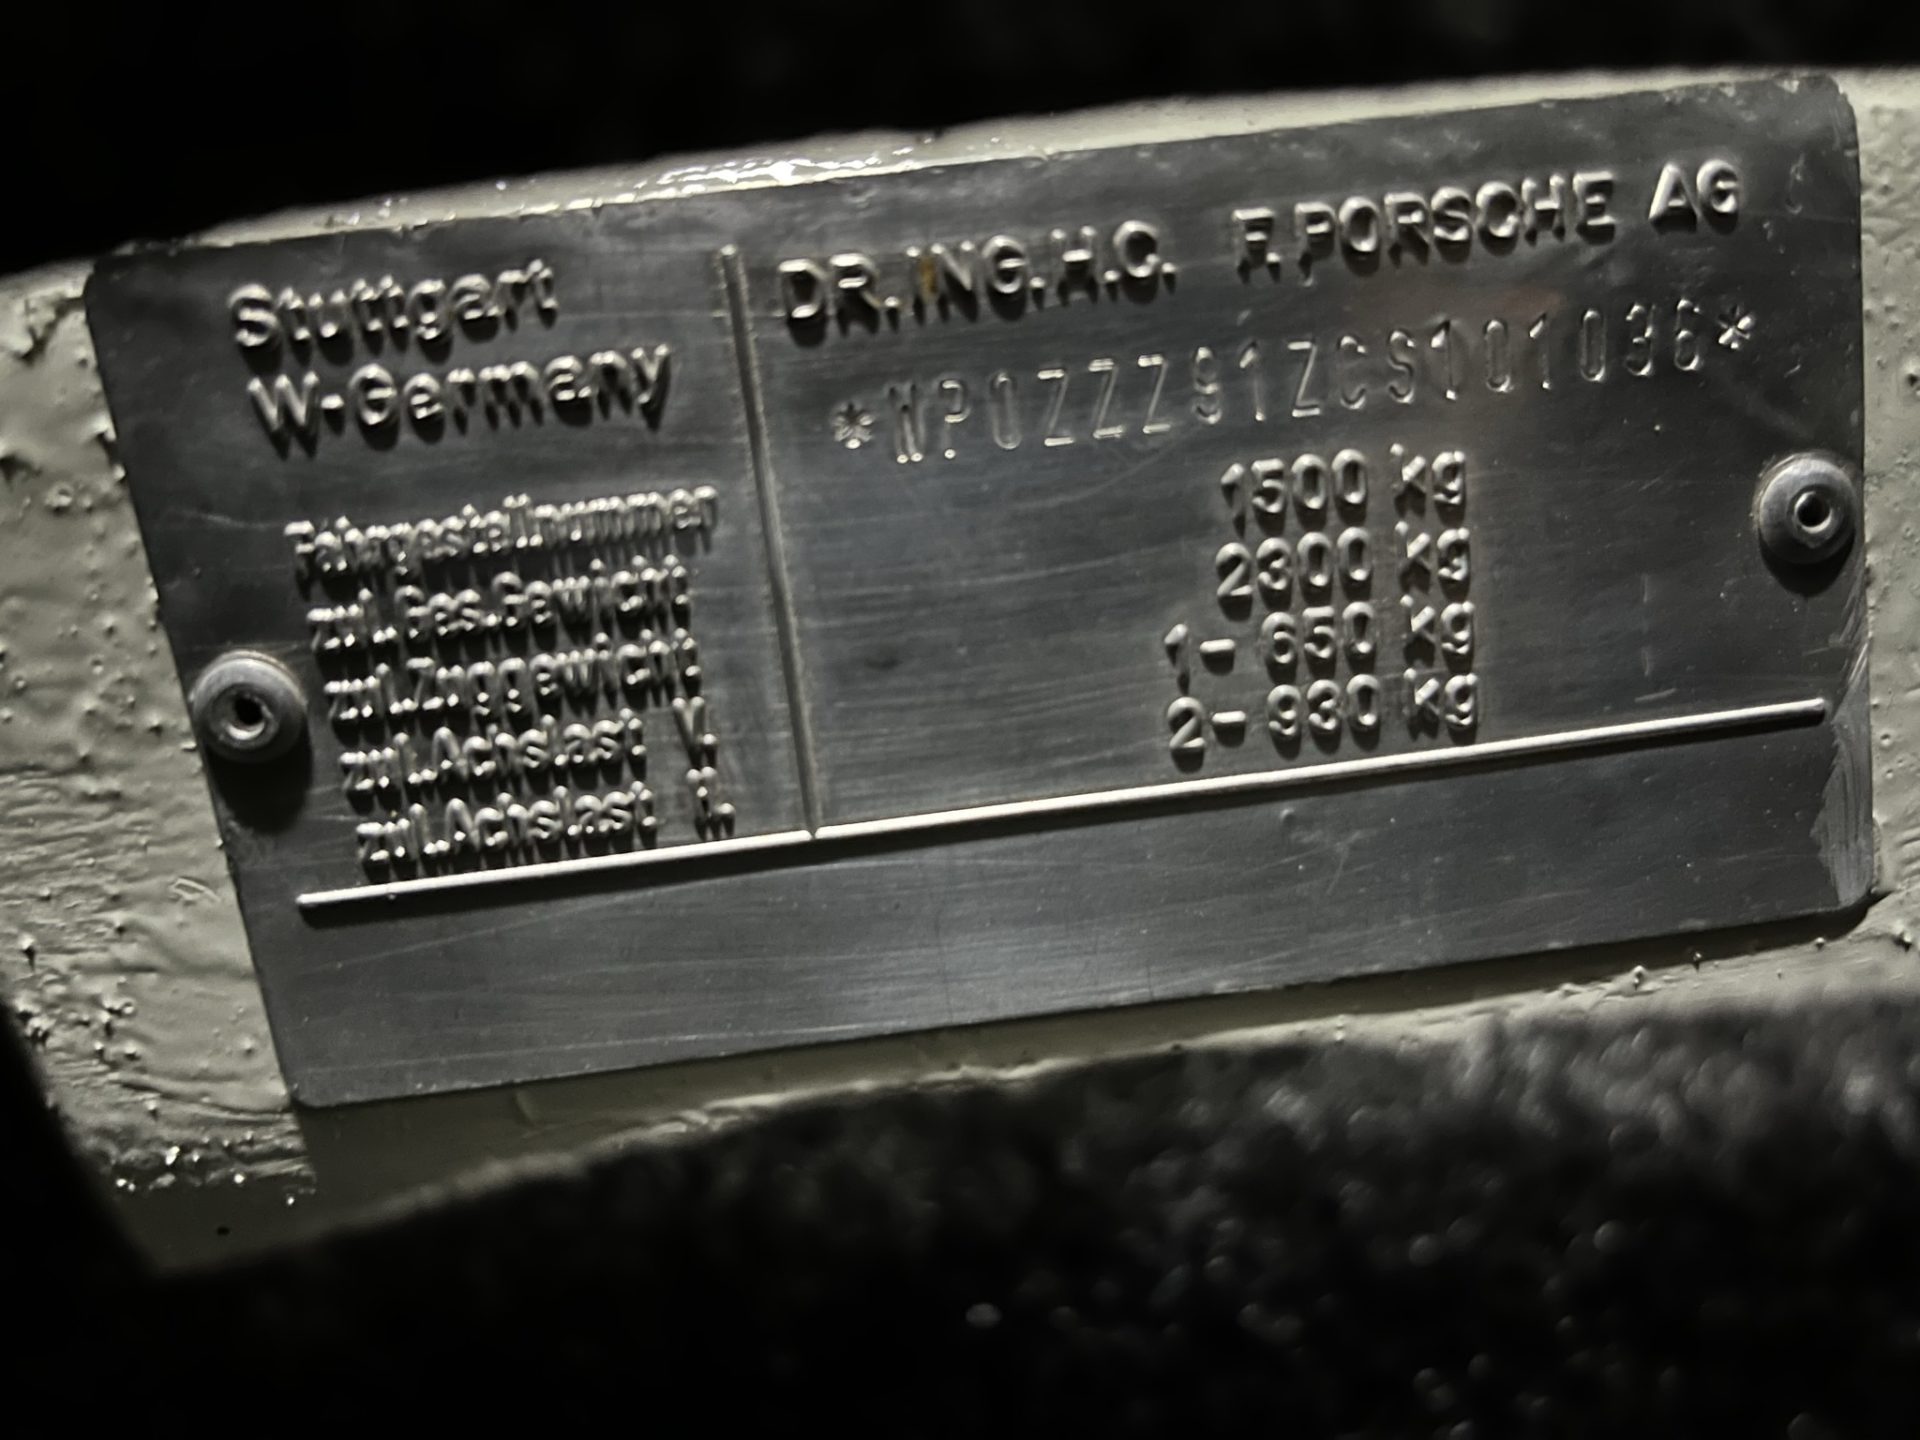 Stuttgart
W-Germany
DR.ING.H.C. F.PORSCHE AG
*WP0ZZZ91ZCS101036*
Fahrgestellnummer
zul.Ges.Gewicht 1500 kg
zul.Zuggewicht 2300 kg
zul.Achslast V. 1- 650 kg
zul.Achslast H. 2- 930 kg